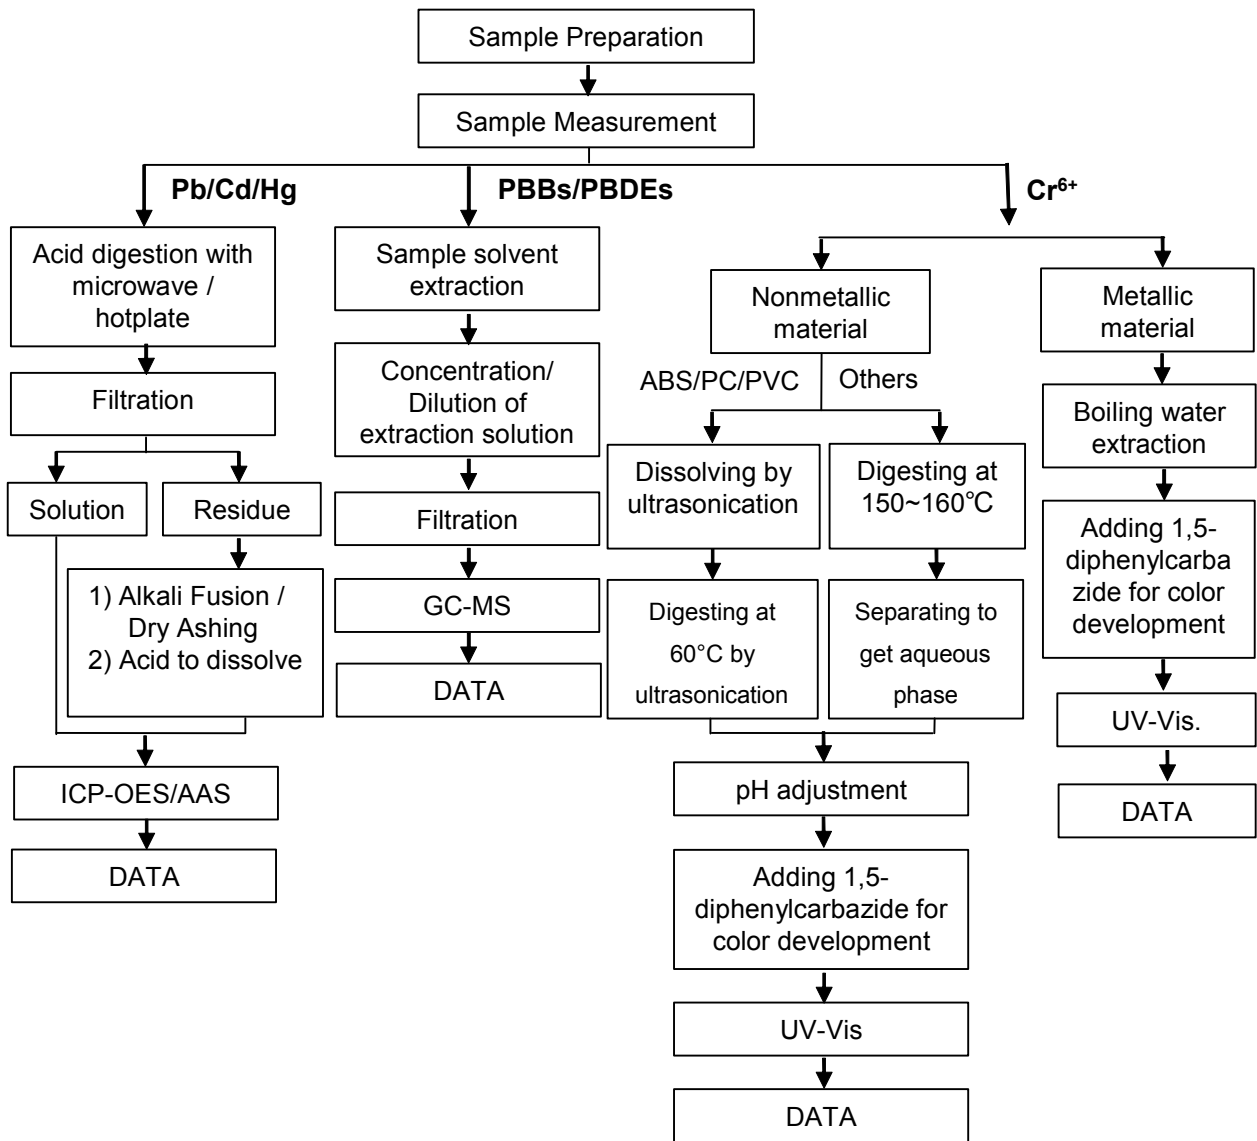 Sample Preparation
Sample Measurement
Pb/Cd/Hg
PBBs/PBDEs
Cr⁶⁺
Acid digestion with
microwave /
hotplate
Filtration
Solution
Residue
1) Alkali Fusion /
Dry Ashing
2) Acid to dissolve
ICP-OES/AAS
DATA
Sample solvent
extraction
Concentration/
Dilution of
extraction solution
Filtration
GC-MS
DATA
Nonmetallic
material
ABS/PC/PVC
Others
Dissolving by
ultrasonication
Digesting at
60°C by
ultrasonication
Digesting at
150~160℃
Separating to
get aqueous
phase
pH adjustment
Adding 1,5-
diphenylcarbazide for
color development
UV-Vis
DATA
Metallic
material
Boiling water
extraction
Adding 1,5-
diphenylcarba
zide for color
development
UV-Vis.
DATA